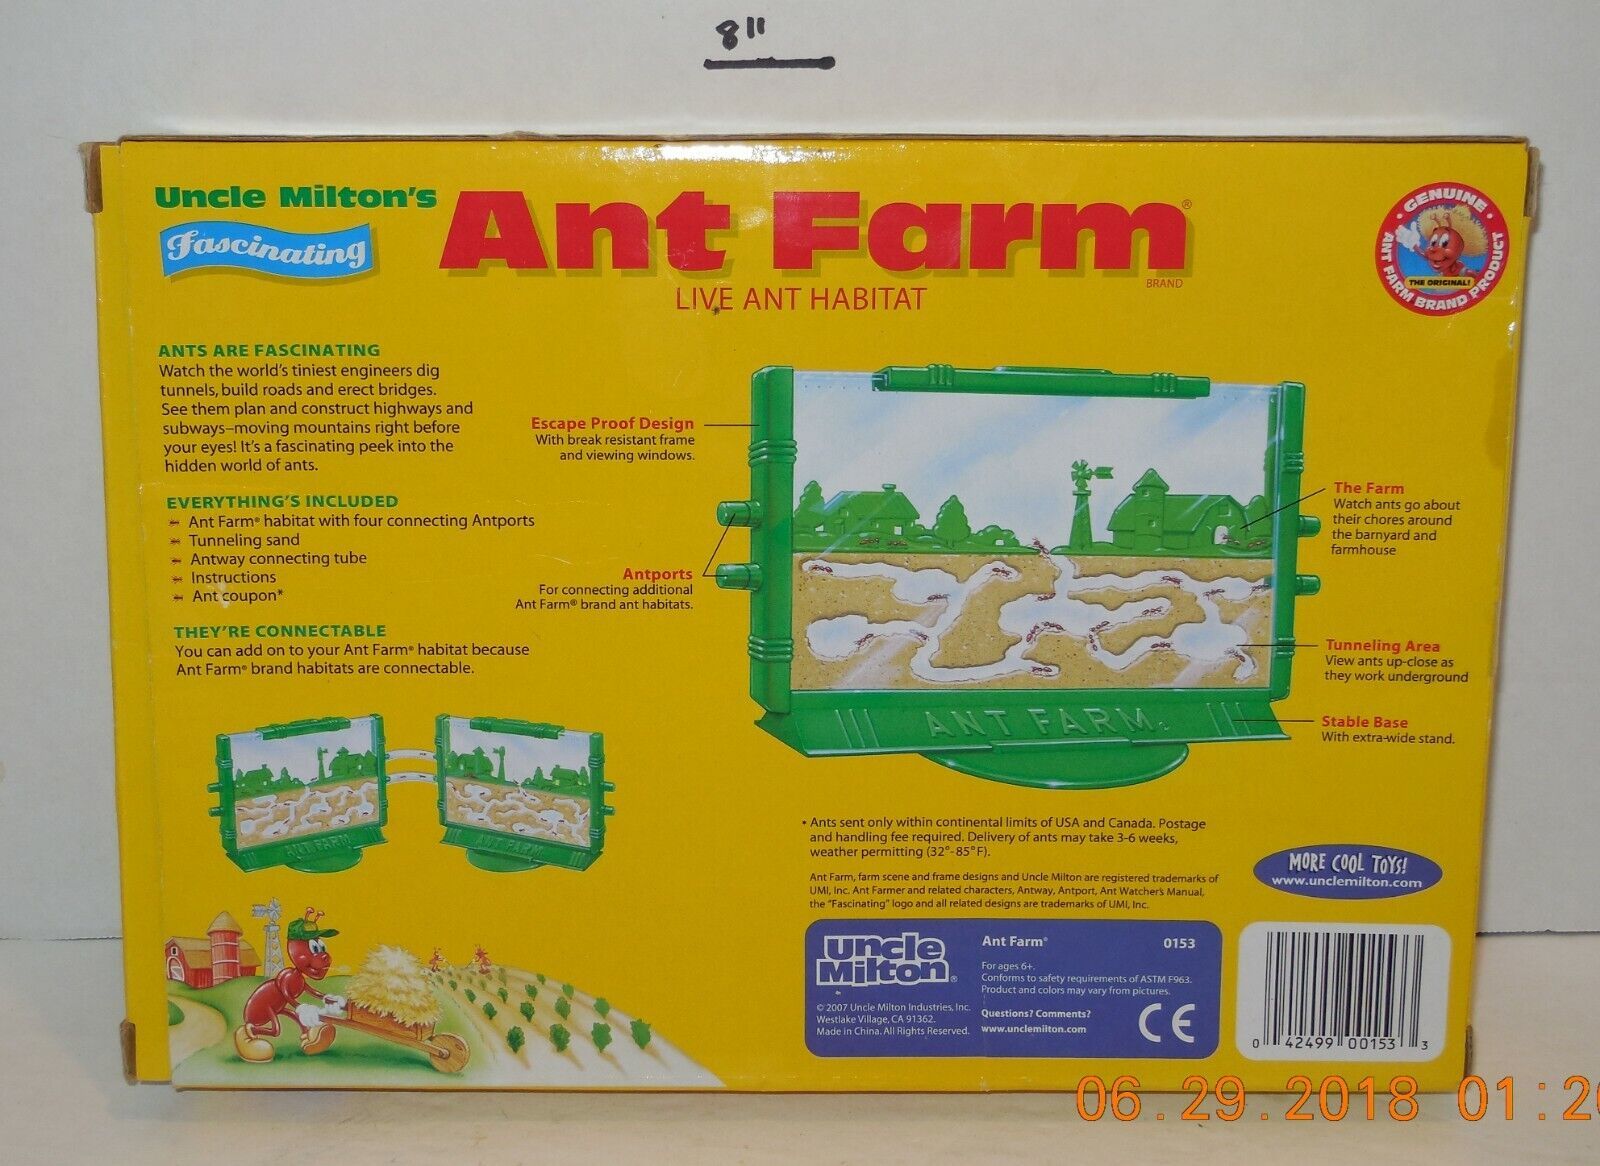 8"
Uncle Milton's
Fascinating
Ant Farm®
BRAND
LIVE ANT HABITAT
GENUINE
ANT FARM BRAND PRODUCT
THE ORIGINAL!
ANTS ARE FASCINATING
Watch the world's tiniest engineers dig
tunnels, build roads and erect bridges.
See them plan and construct highways and
subways–moving mountains right before
your eyes! It's a fascinating peek into the
hidden world of ants.
EVERYTHING'S INCLUDED
Ant Farm® habitat with four connecting Antports
Tunneling sand
Antway connecting tube
Instructions
Ant coupon*
THEY'RE CONNECTABLE
You can add on to your Ant Farm® habitat because
Ant Farm® brand habitats are connectable.
Escape Proof Design
With break resistant frame
and viewing windows.
Antports
For connecting additional
Ant Farm® brand ant habitats.
The Farm
Watch ants go about
their chores around
the barnyard and
farmhouse
Tunneling Area
View ants up-close as
they work underground
Stable Base
With extra-wide stand.
ANT FARM
ANT FARM
ANT FARM
* Ants sent only within continental limits of USA and Canada. Postage
and handling fee required. Delivery of ants may take 3-6 weeks,
weather permitting (32°-85°F).
Ant Farm, farm scene and frame designs and Uncle Milton are registered trademarks of
UMI, Inc. Ant Farmer and related characters, Antway, Antport, Ant Watcher's Manual,
the "Fascinating" logo and all related designs are trademarks of UMI, Inc.
MORE COOL TOYS!
www.unclemilton.com
uncle
Milton®
© 2007 Uncle Milton Industries, Inc.
Westlake Village, CA 91362.
Made in China. All Rights Reserved.
Ant Farm® 0153
For ages 6+.
Conforms to safety requirements of ASTM F963.
Product and colors may vary from pictures.
Questions? Comments?
www.unclemilton.com
CE
0 42499 00153 3
06.29.2018 01:20